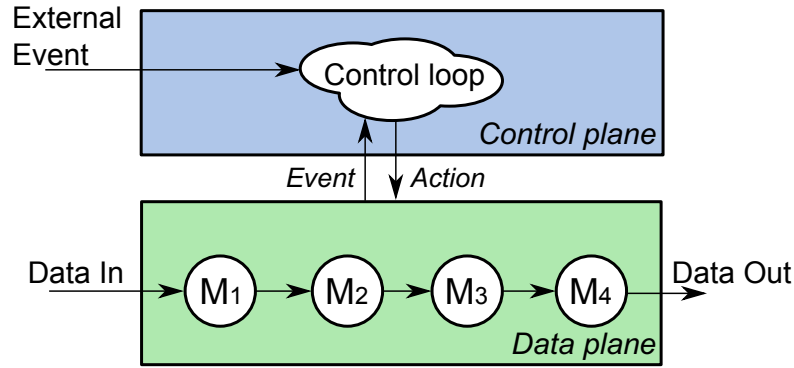 External
Event
Control loop
Control plane
Event
Action
Data In
M1
M2
M3
M4
Data Out
Data plane